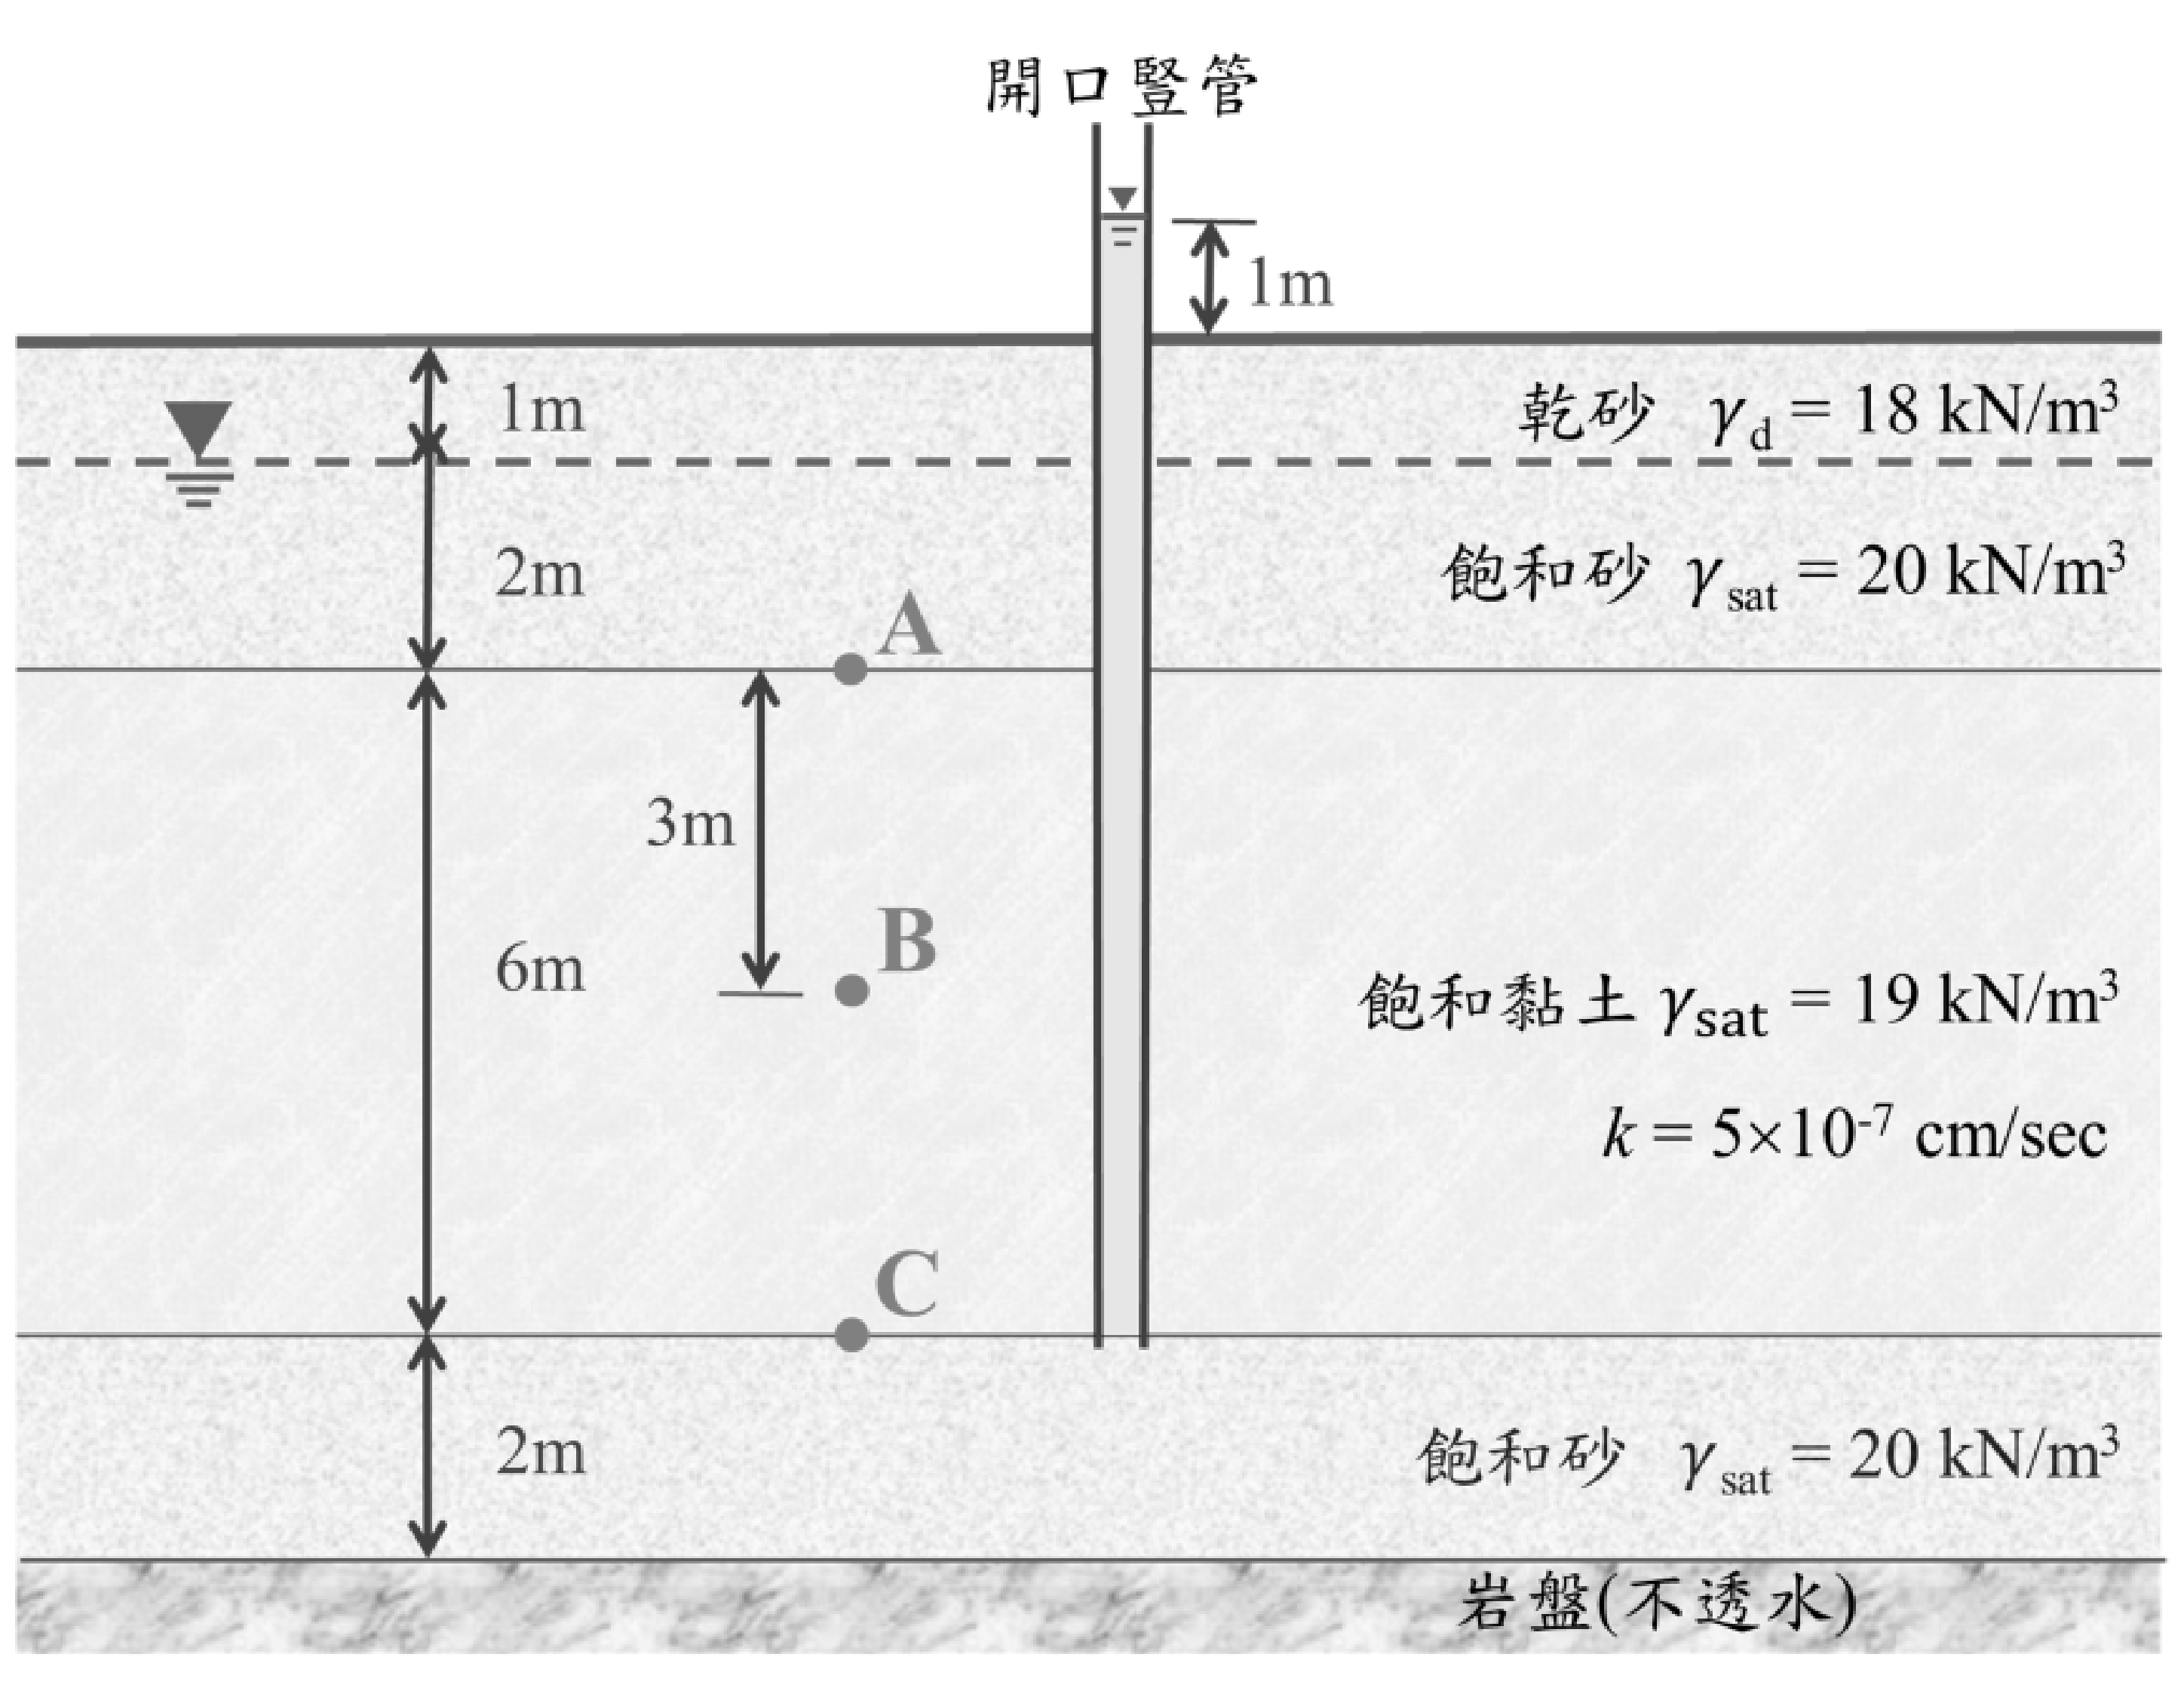 開口豎管
1m
1m
乾砂 γd = 18 kN/m³
2m
飽和砂 γsat = 20 kN/m³
A
3m
B
6m
飽和黏土 γsat = 19 kN/m³
k = 5×10⁻⁷ cm/sec
C
2m
飽和砂 γsat = 20 kN/m³
岩盤(不透水)